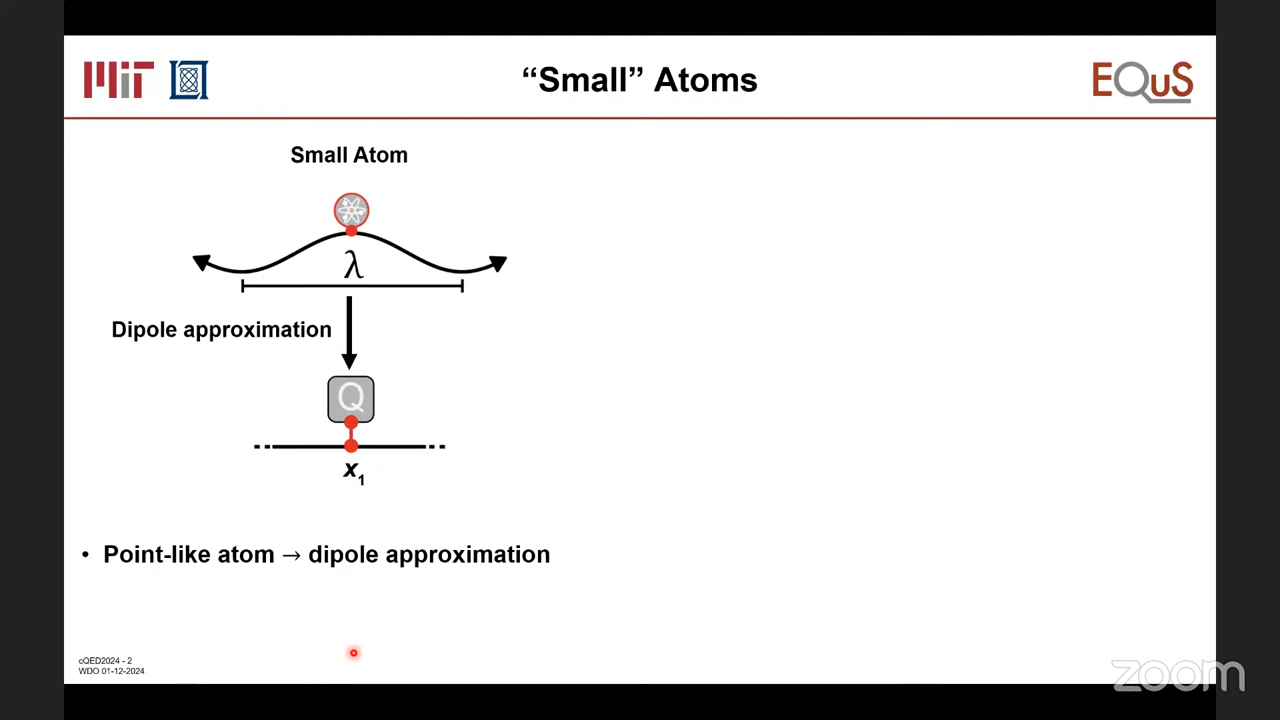 MIT
“Small” Atoms
EQuS
Small Atom
λ
Dipole approximation
Q
x1
• Point-like atom → dipole approximation
cQED2024 - 2
WDO 01-12-2024
zoom